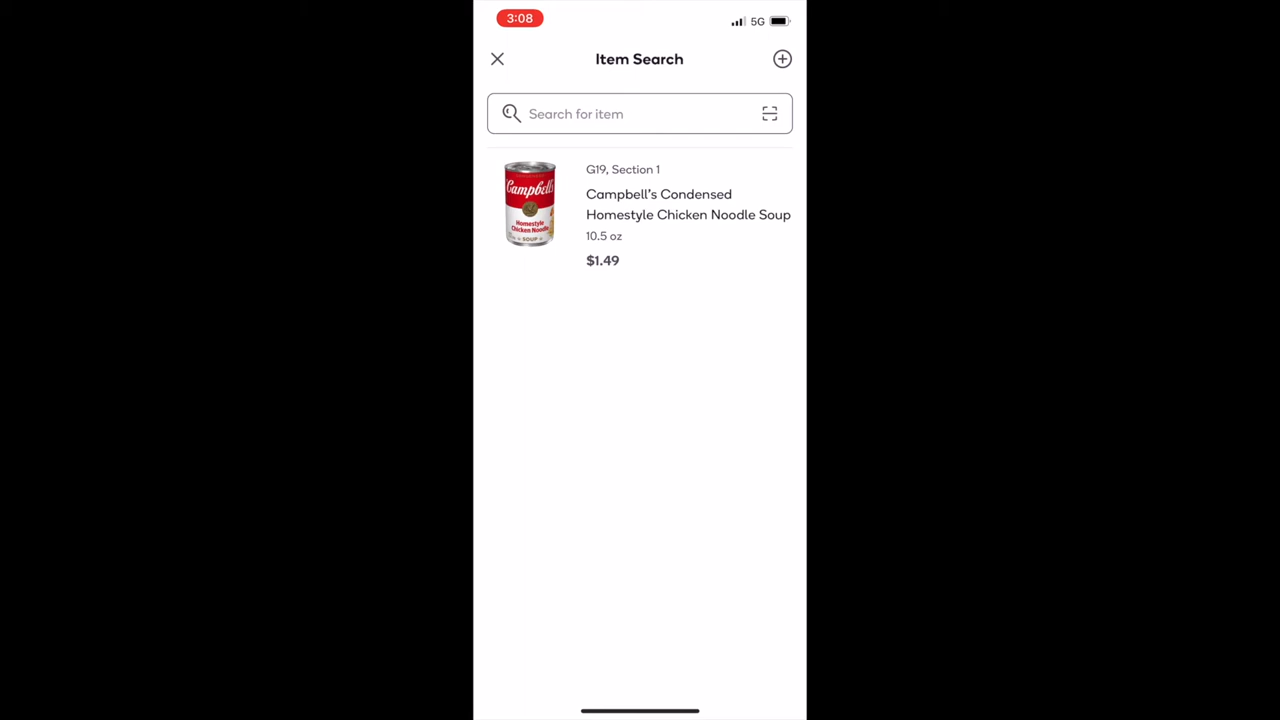 3:08
5G
Item Search
Search for item
G19, Section 1
Campbell's
Homestyle
Chicken Noodle
SOUP
Campbell's Condensed
Homestyle Chicken Noodle Soup
10.5 oz
$1.49